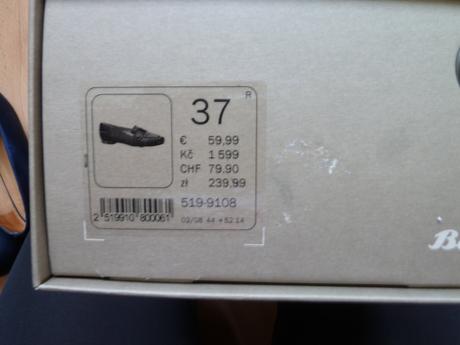 37 R
€ 59,99
Kč 1 599
CHF 79.90
zł 239,99
519-9108
2 519910 800061